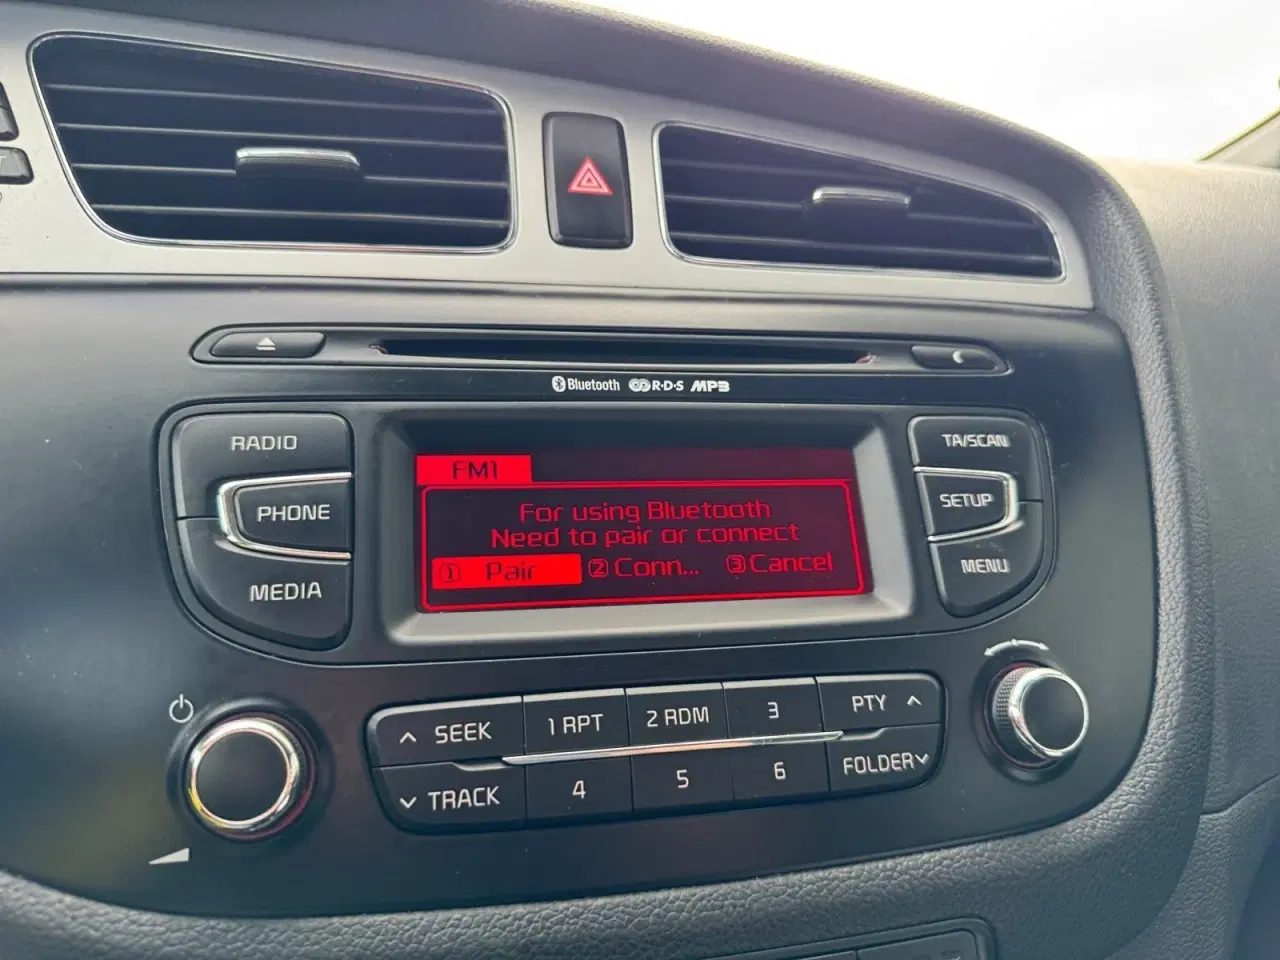 Bluetooth R·D·S MP3
RADIO
PHONE
MEDIA
FM1
For using Bluetooth
Need to pair or connect
1 Pair 2 Conn... 3 Cancel
TA/SCAN
SETUP
MENU
SEEK
TRACK
1 RPT
2 RDM
3
4
5
6
PTY
FOLDER